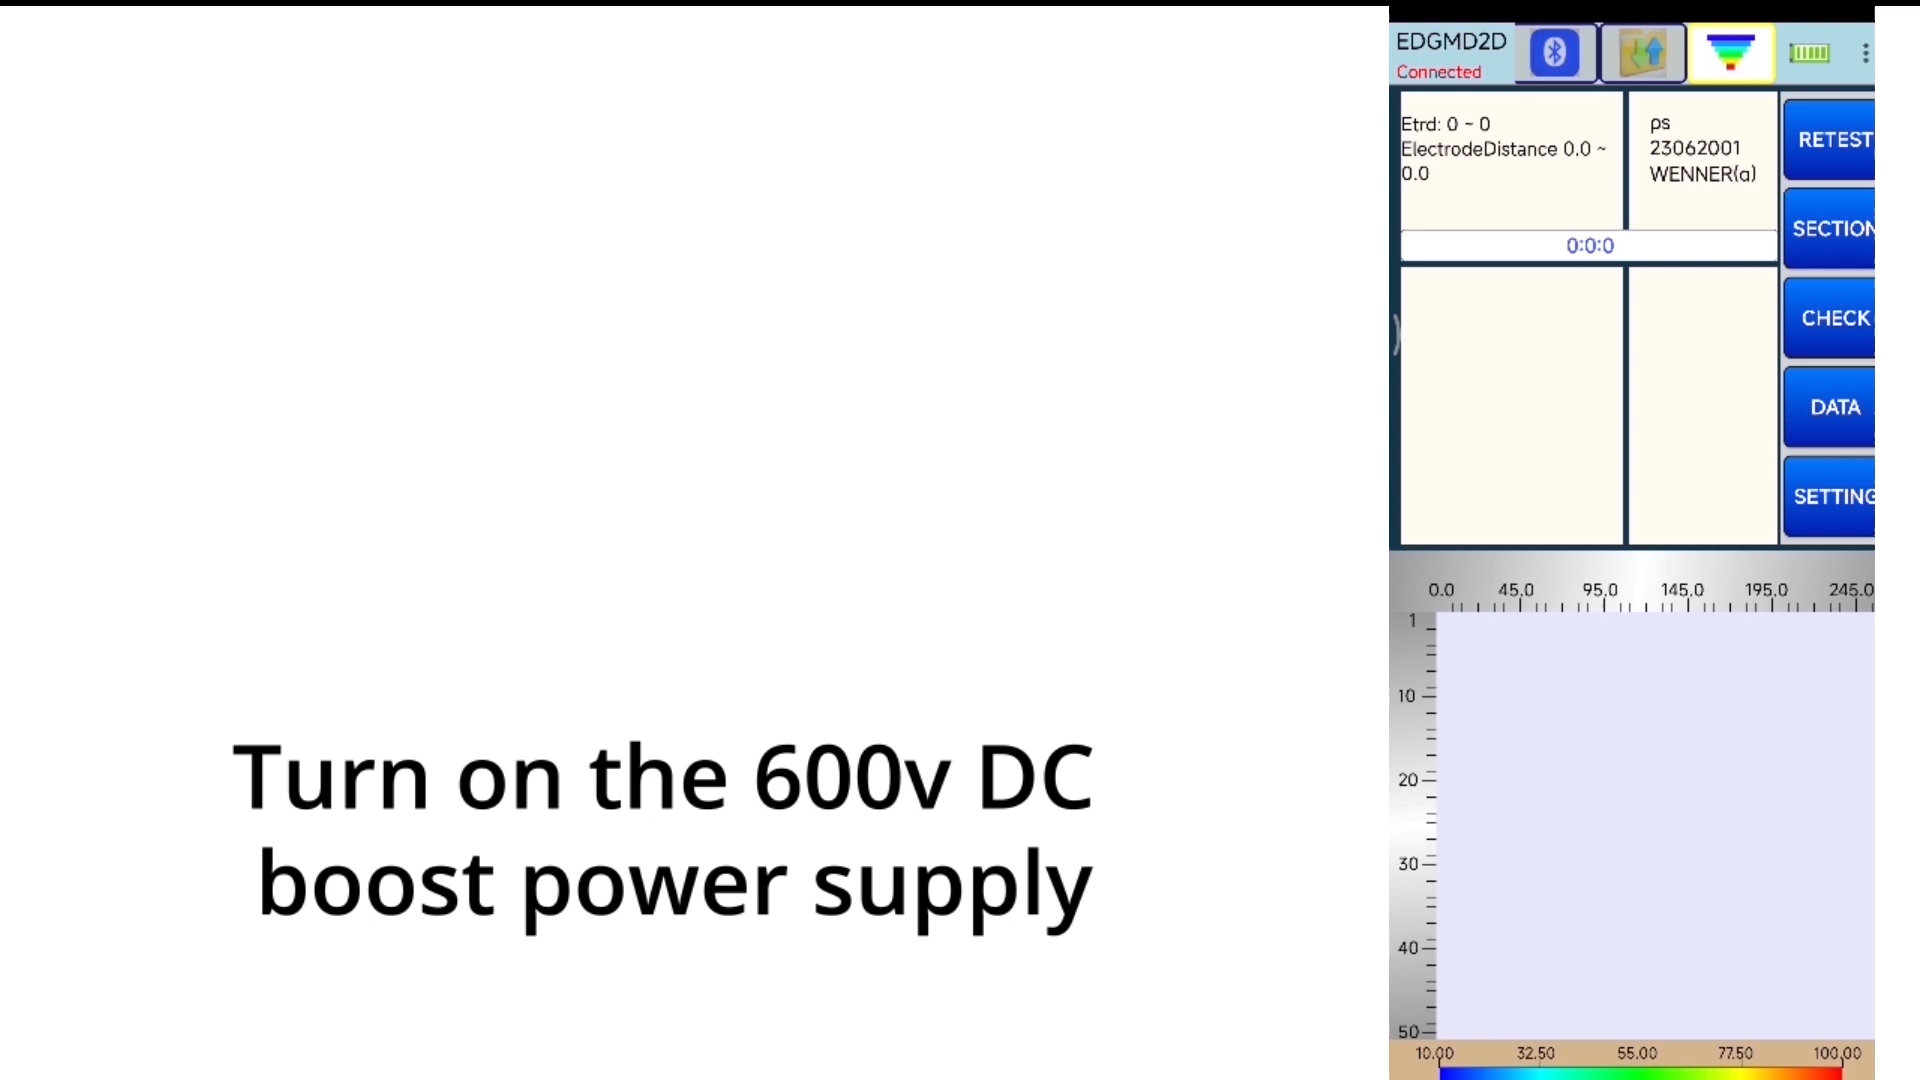 Turn on the 600v DC
boost power supply
EDGMD2D
Connected
Etrd: 0 ~ 0
ElectrodeDistance 0.0 ~
0.0
ρs
23062001
WENNER(α)
0:0:0
RETEST
SECTION
CHECK
DATA
SETTING
0.0 45.0 95.0 145.0 195.0 245.0
1
10
20
30
40
50
10.00 32.50 55.00 77.50 100.00